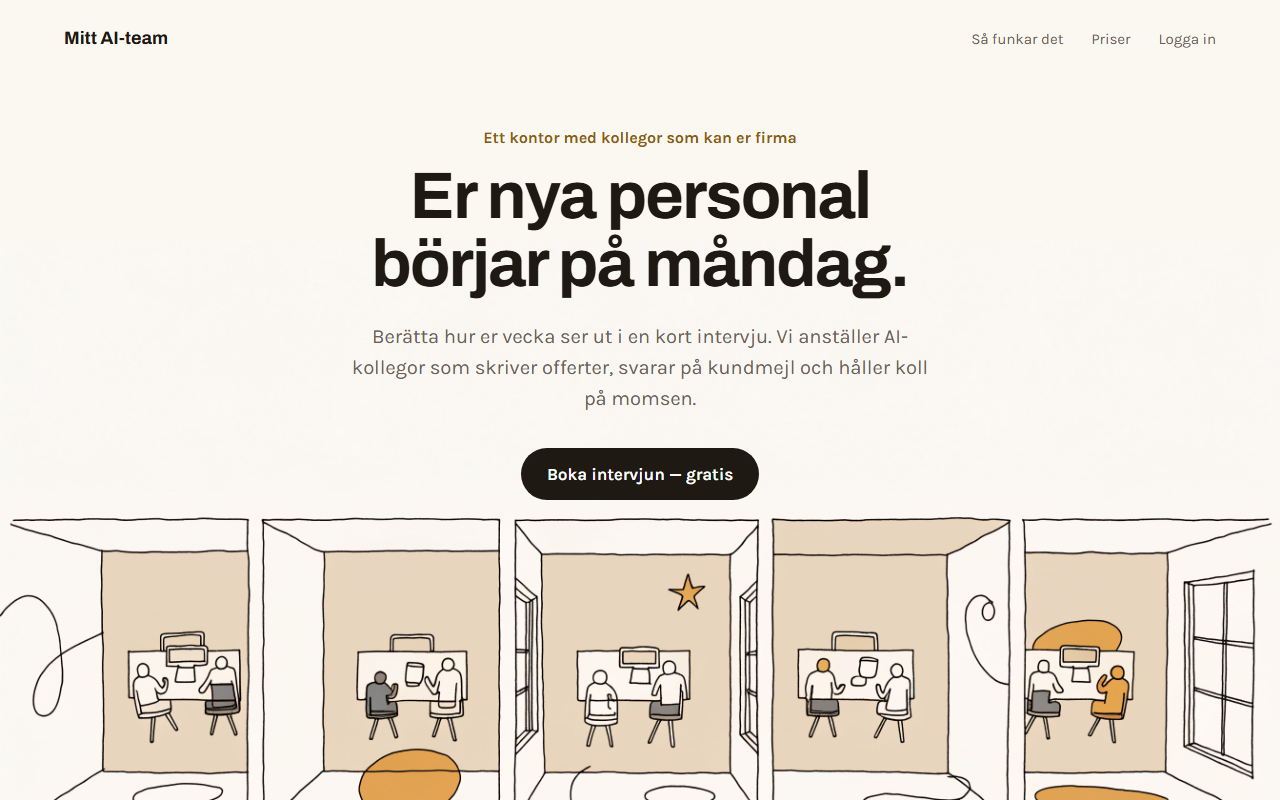 Mitt AI-team
Så funkar det
Priser
Logga in
Ett kontor med kollegor som kan er firma
Er nya personal
börjar på måndag.
Berätta hur er vecka ser ut i en kort intervju. Vi anställer AI-
kollegor som skriver offerter, svarar på kundmejl och håller koll
på momsen.
Boka intervjun — gratis